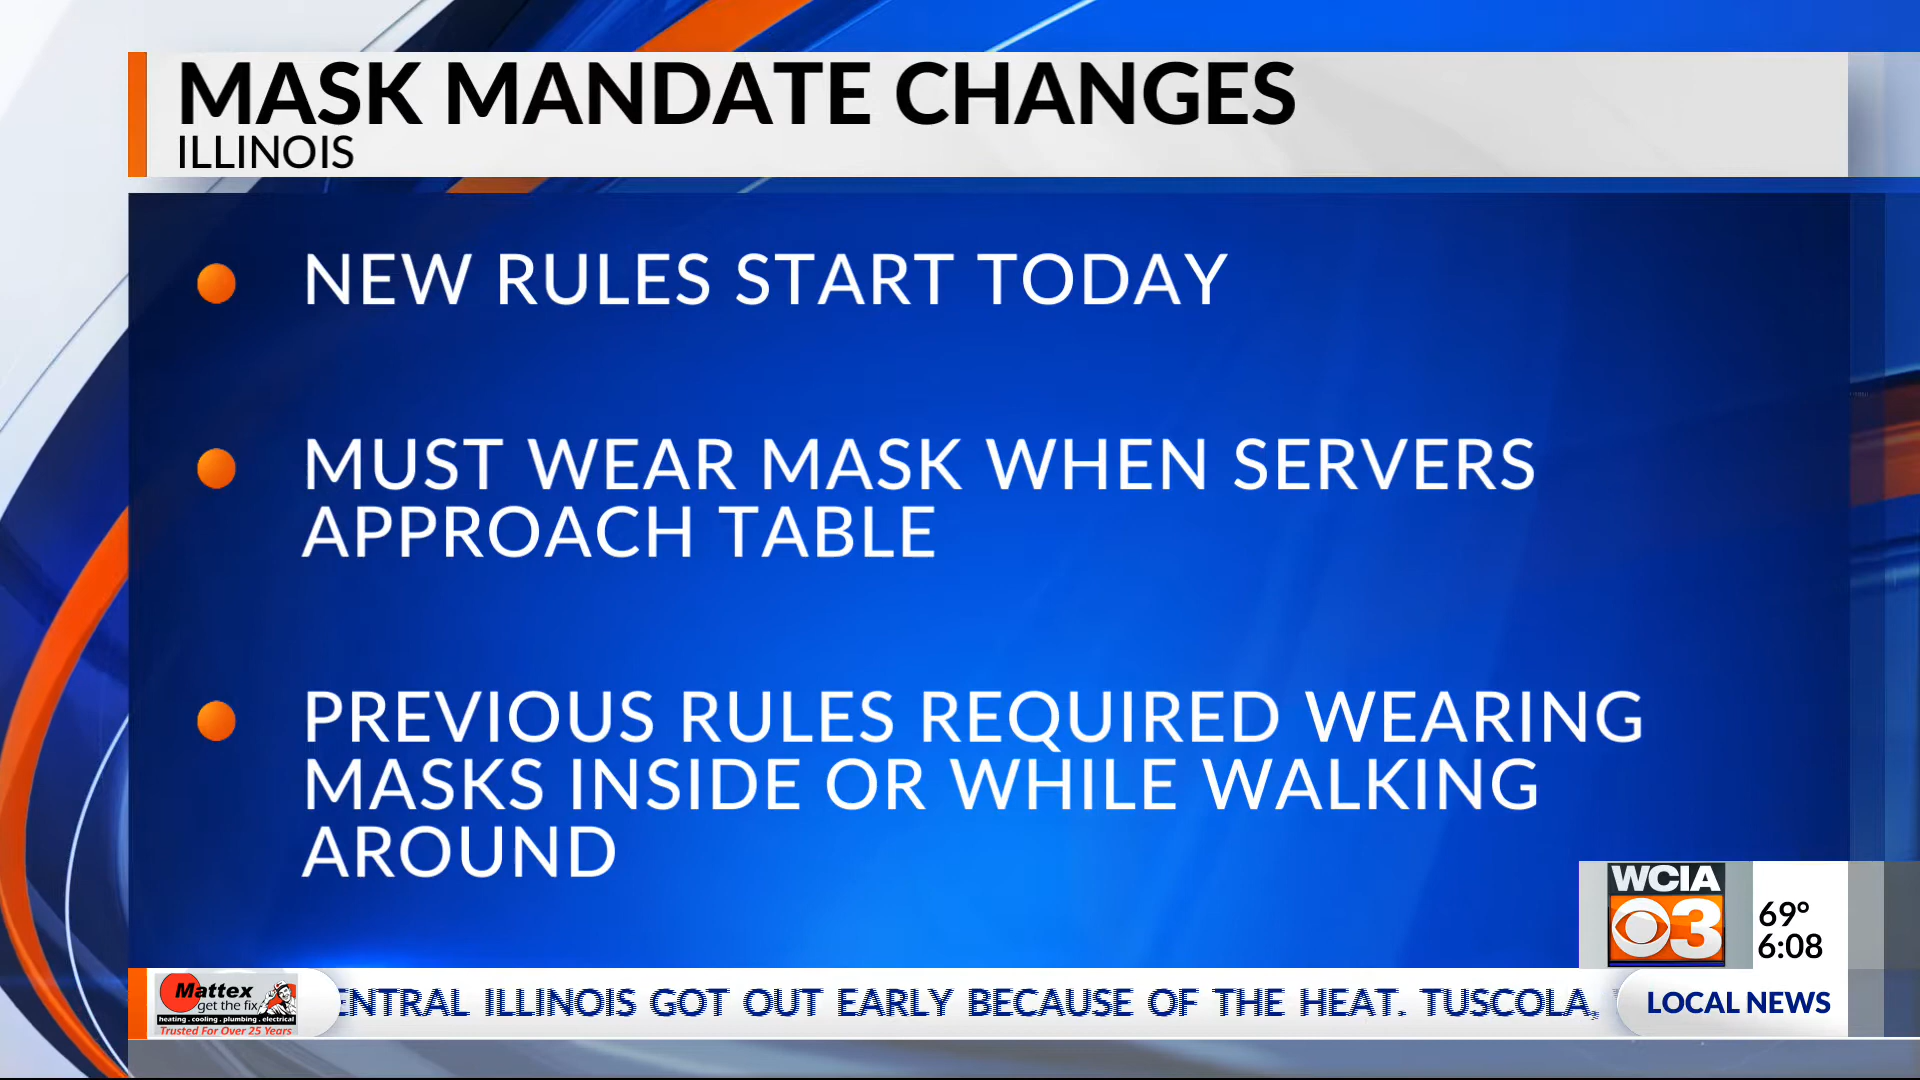 MASK MANDATE CHANGES
ILLINOIS
NEW RULES START TODAY
MUST WEAR MASK WHEN SERVERS
APPROACH TABLE
PREVIOUS RULES REQUIRED WEARING
MASKS INSIDE OR WHILE WALKING
AROUND
WCIA
3
69°
6:08
Mattex
get the fix
heating . cooling . plumbing . electrical
Trusted For Over 25 Years
ENTRAL ILLINOIS GOT OUT EARLY BECAUSE OF THE HEAT. TUSCOLA,
LOCAL NEWS